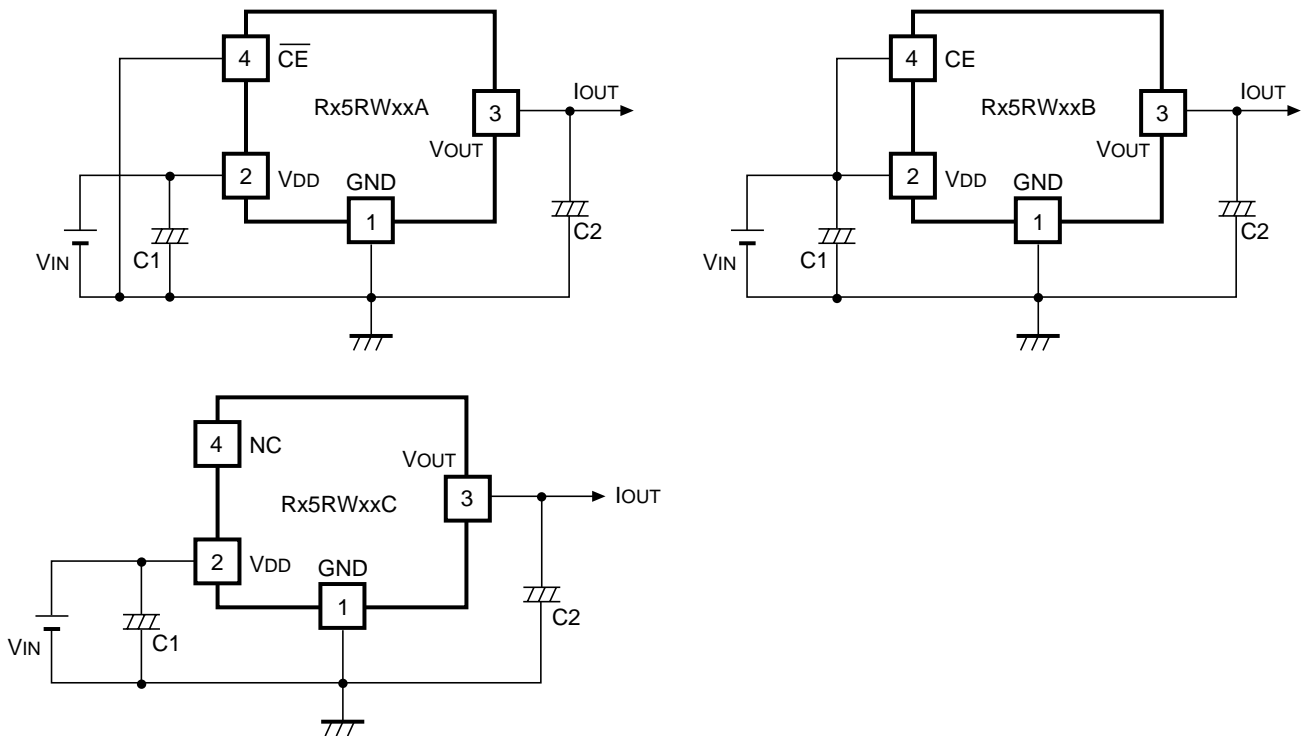 4 C̅E̅
Rx5RWxxA
3
VOUT
IOUT
2 VDD
GND
1
VIN
C1
C2
4 CE
Rx5RWxxB
3
VOUT
IOUT
2 VDD
GND
1
VIN
C1
C2
4 NC
VOUT
3
IOUT
Rx5RWxxC
2 VDD
GND
1
VIN
C1
C2